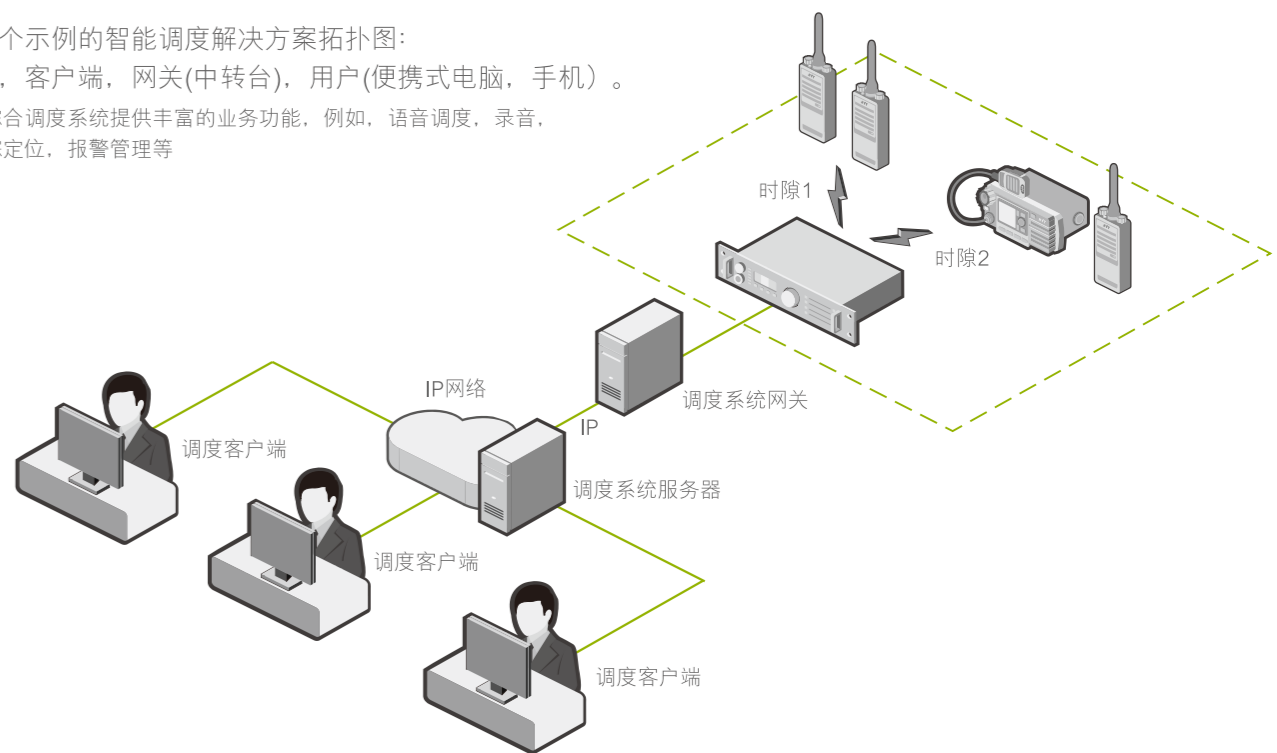 个示例的智能调度解决方案拓扑图:
，客户端，网关(中转台)，用户(便携式电脑，手机）。
合调度系统提供丰富的业务功能，例如，语音调度，录音，
定位，报警管理等
时隙1
时隙2
IP网络
调度系统网关
IP
调度客户端
调度系统服务器
调度客户端
调度客户端